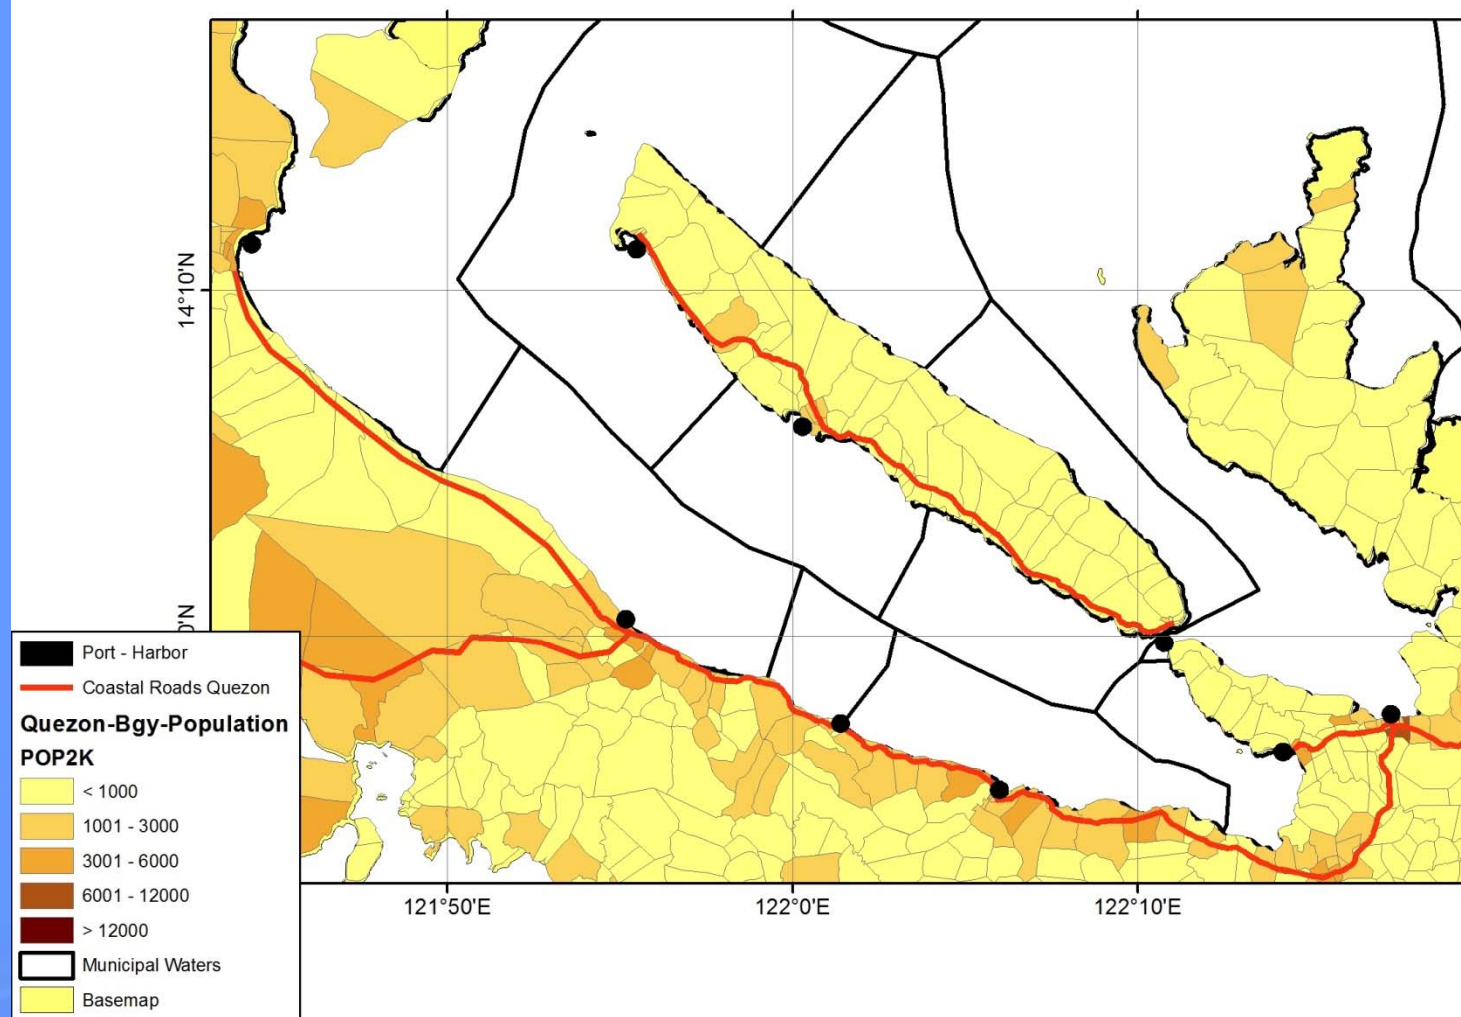 14°10'N
0'N
Port - Harbor
Coastal Roads Quezon
Quezon-Bgy-Population
POP2K
< 1000
1001 - 3000
3001 - 6000
6001 - 12000
> 12000
Municipal Waters
Basemap
121°50'E
122°0'E
122°10'E